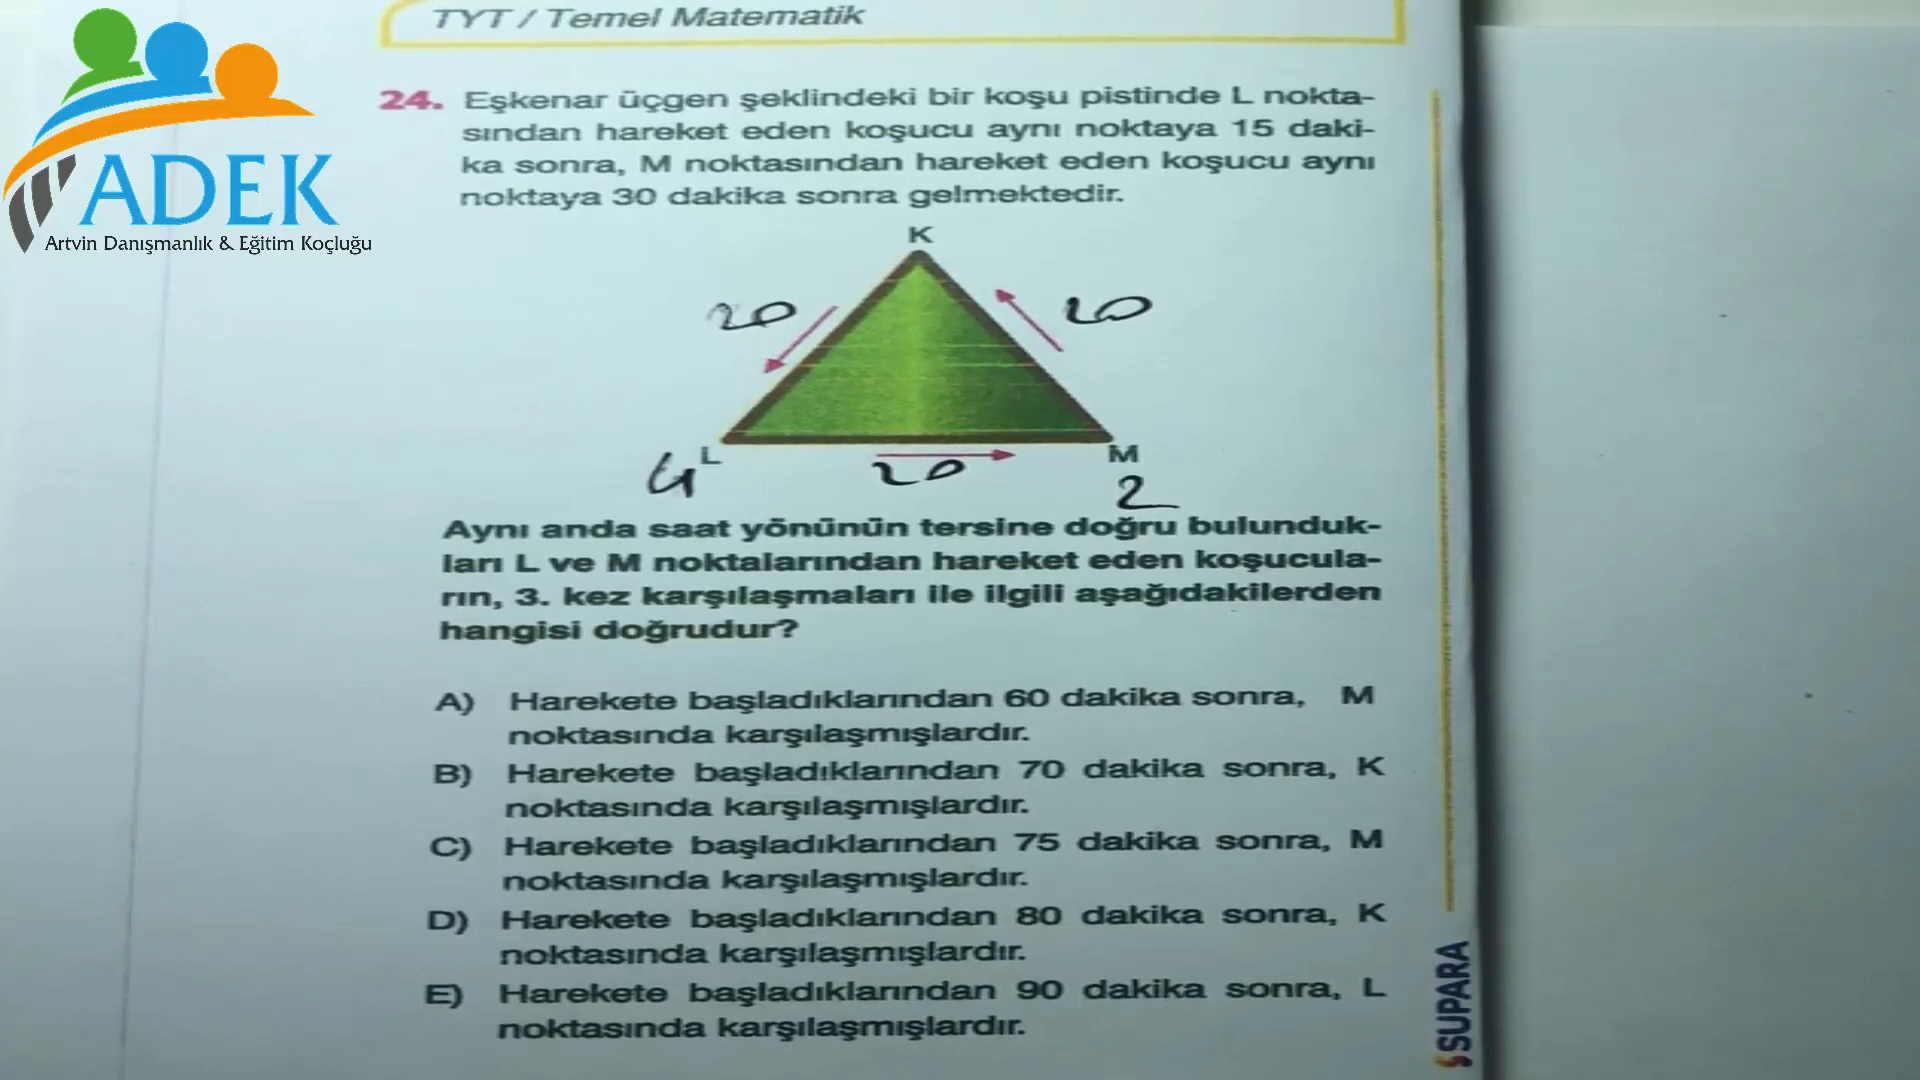 TYT / Temel Matematik
ADEK
Artvin Danışmanlık & Eğitim Koçluğu
24. Eşkenar üçgen şeklindeki bir koşu pistinde L nokta-
sından hareket eden koşucu aynı noktaya 15 daki-
ka sonra, M noktasından hareket eden koşucu aynı
noktaya 30 dakika sonra gelmektedir.
K
20 20
L M
4 20 2
Aynı anda saat yönünün tersine doğru bulunduk-
ları L ve M noktalarından hareket eden koşucula-
rın, 3. kez karşılaşmaları ile ilgili aşağıdakilerden
hangisi doğrudur?
A) Harekete başladıklarından 60 dakika sonra, M
noktasında karşılaşmışlardır.
B) Harekete başladıklarından 70 dakika sonra, K
noktasında karşılaşmışlardır.
C) Harekete başladıklarından 75 dakika sonra, M
noktasında karşılaşmışlardır.
D) Harekete başladıklarından 80 dakika sonra, K
noktasında karşılaşmışlardır.
E) Harekete başladıklarından 90 dakika sonra, L
noktasında karşılaşmışlardır.
SUPARA